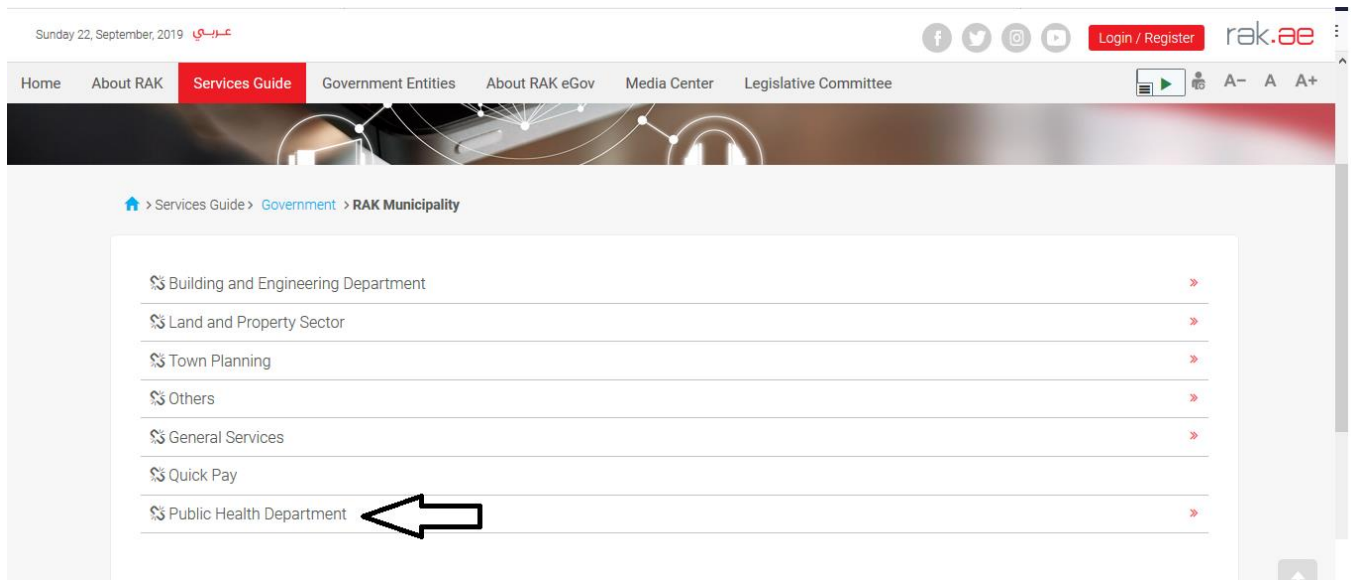 Sunday 22, September, 2019 عـربـي
Login / Register
rak.ae
Home About RAK Services Guide Government Entities About RAK eGov Media Center Legislative Committee A- A A+
> Services Guide > Government > RAK Municipality
Building and Engineering Department »
Land and Property Sector »
Town Planning »
Others »
General Services »
Quick Pay
Public Health Department »